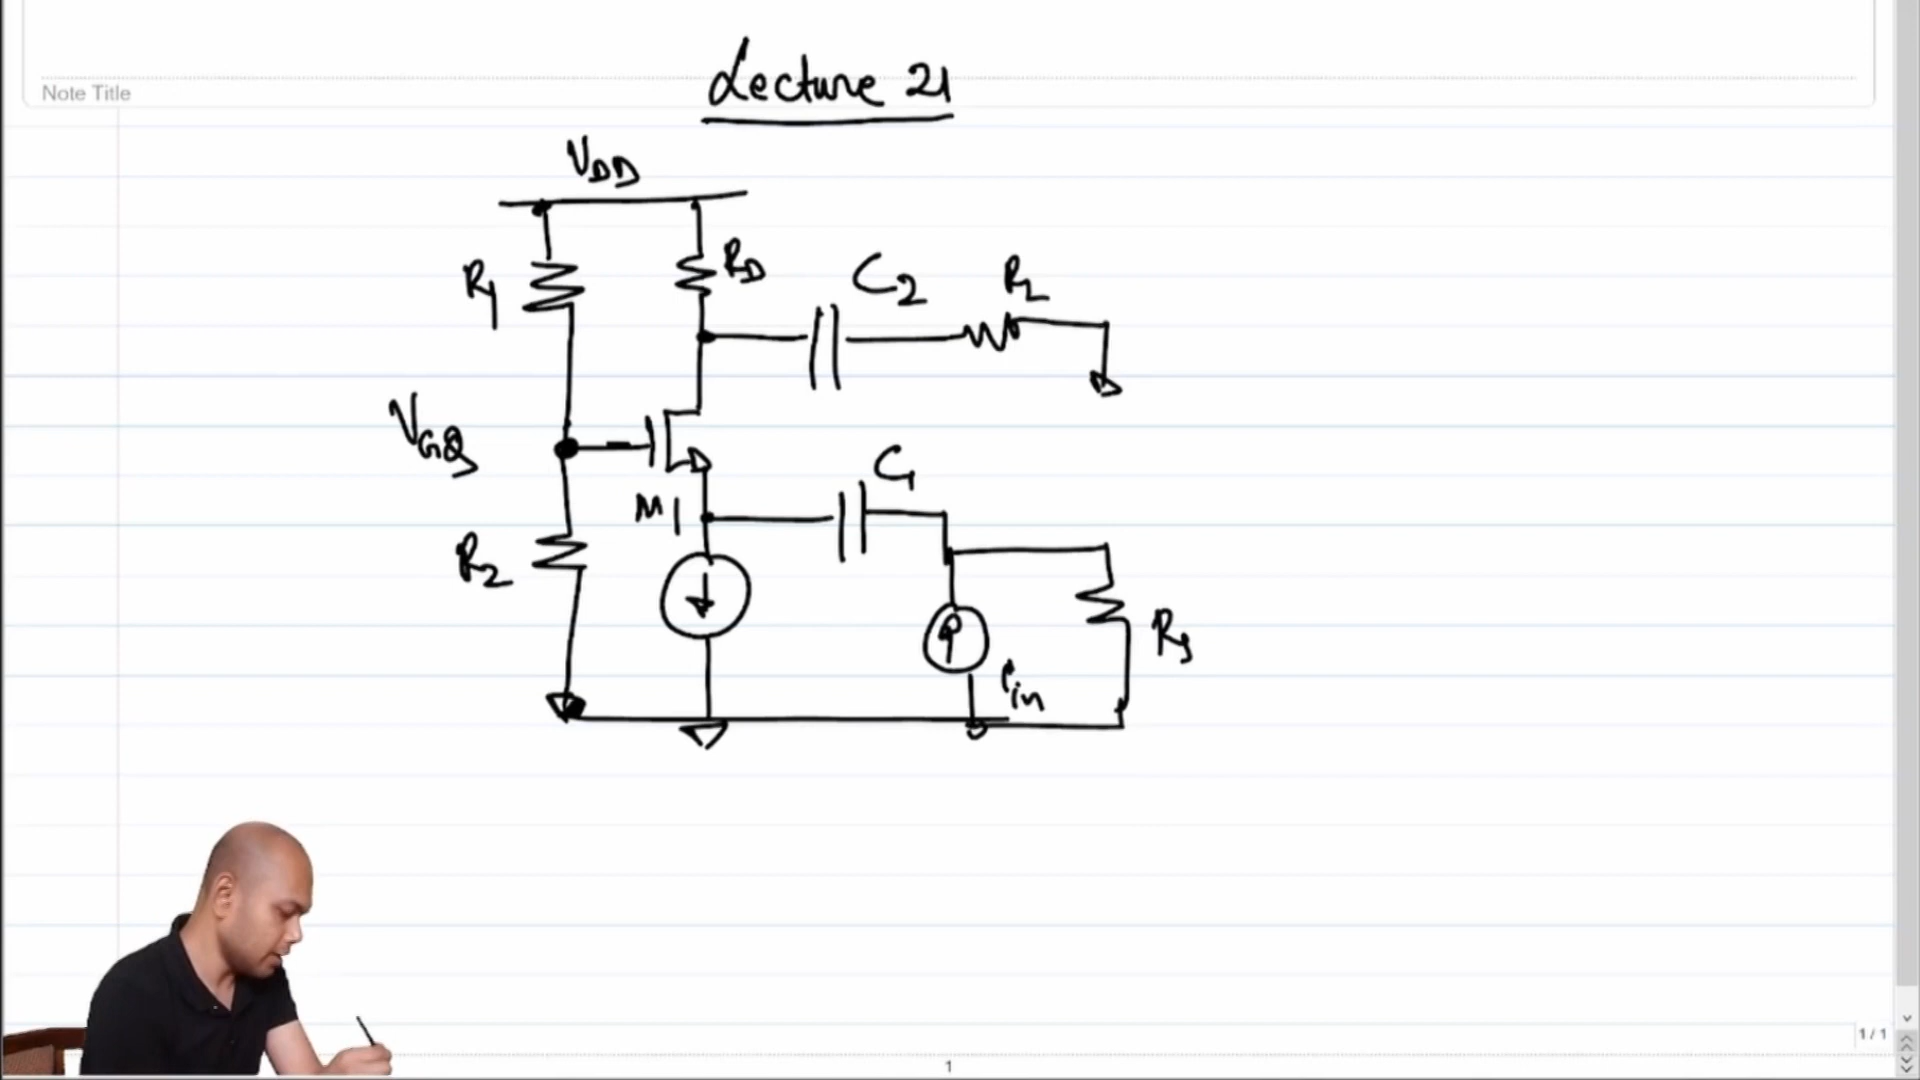 Lecture 21
Note Title
VDD
R1
RD
C2
RL
VGQ
C1
M1
R2
Rs
iin
1 / 1
1